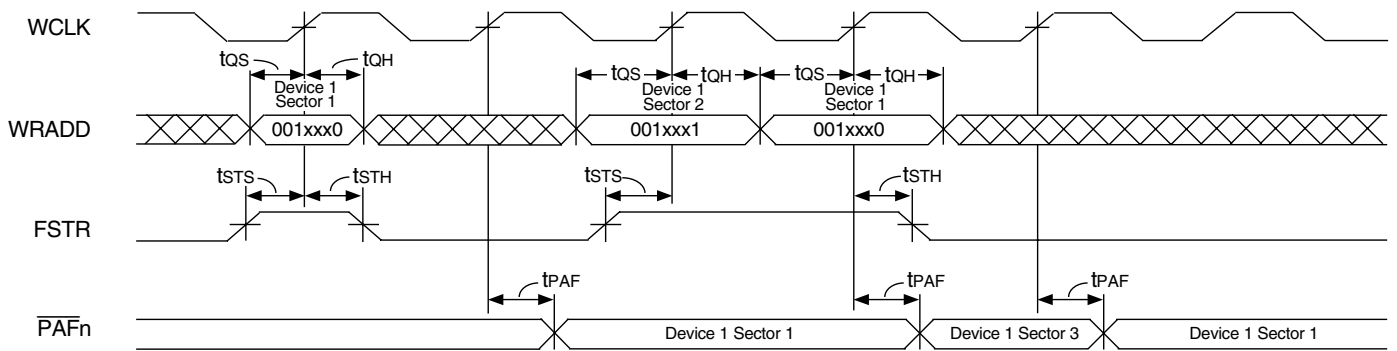 WCLK
tQS tQH tQS tQH tQS tQH
Device 1 Sector 1
Device 1 Sector 2
Device 1 Sector 1
WRADD
001xxx0 001xxx1 001xxx0
tSTS tSTH tSTS tSTH
FSTR
tPAF tPAF tPAF
PAFn
Device 1 Sector 1 Device 1 Sector 3 Device 1 Sector 1